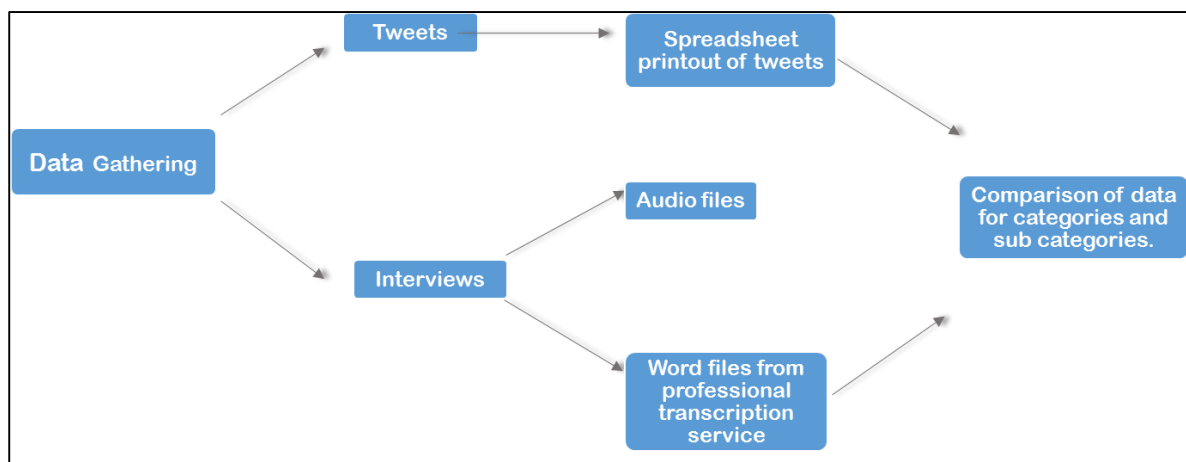 Tweets
Spreadsheet
printout of tweets
Data Gathering
Audio files
Comparison of data
for categories and
sub categories.
Interviews
Word files from
professional
transcription
service